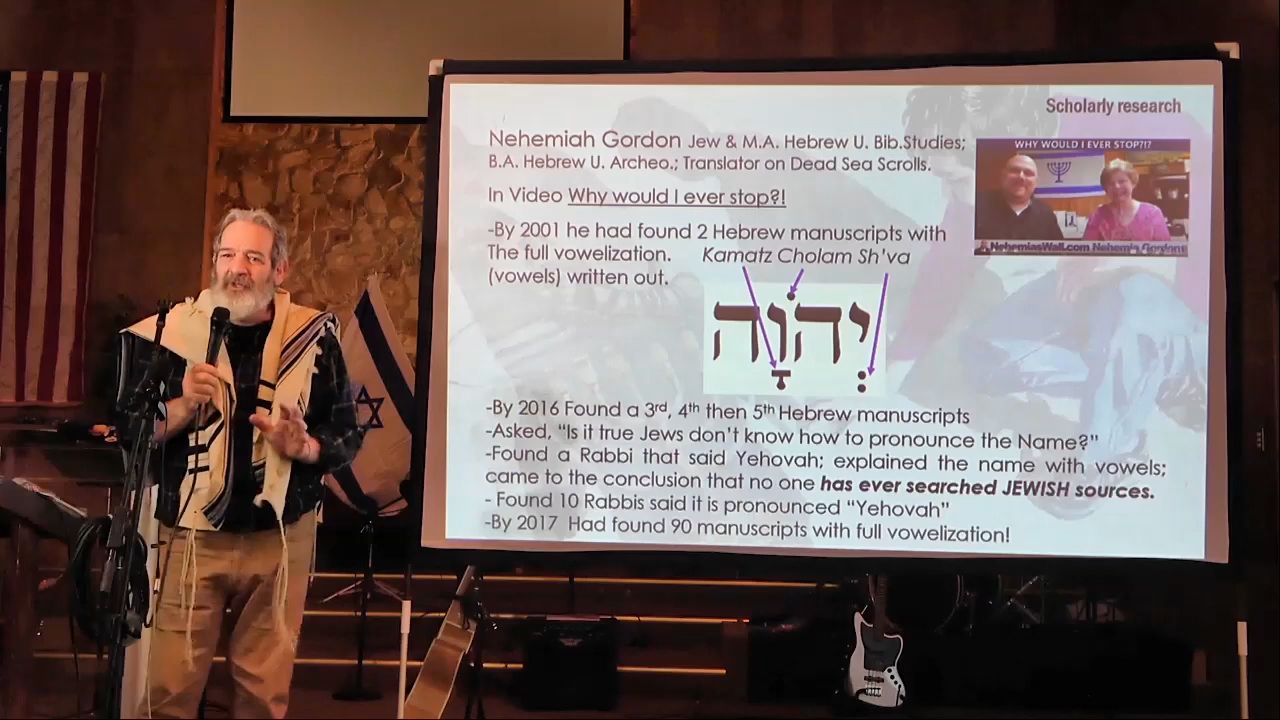 Scholarly research
Nehemiah Gordon Jew & M.A. Hebrew U. Bib.Studies;
B.A. Hebrew U. Archeo.; Translator on Dead Sea Scrolls.
WHY WOULD I EVER STOP?!?
NehemiasWall.com Nehemia Gordons
In Video Why would I ever stop?!
-By 2001 he had found 2 Hebrew manuscripts with
The full vowelization. Kamatz Cholam Sh'va
(vowels) written out.
יְהֹוָה
-By 2016 Found a 3rd, 4th then 5th Hebrew manuscripts
-Asked, "Is it true Jews don't know how to pronounce the Name?"
-Found a Rabbi that said Yehovah; explained the name with vowels;
came to the conclusion that no one has ever searched JEWISH sources.
- Found 10 Rabbis said it is pronounced "Yehovah"
-By 2017 Had found 90 manuscripts with full vowelization!